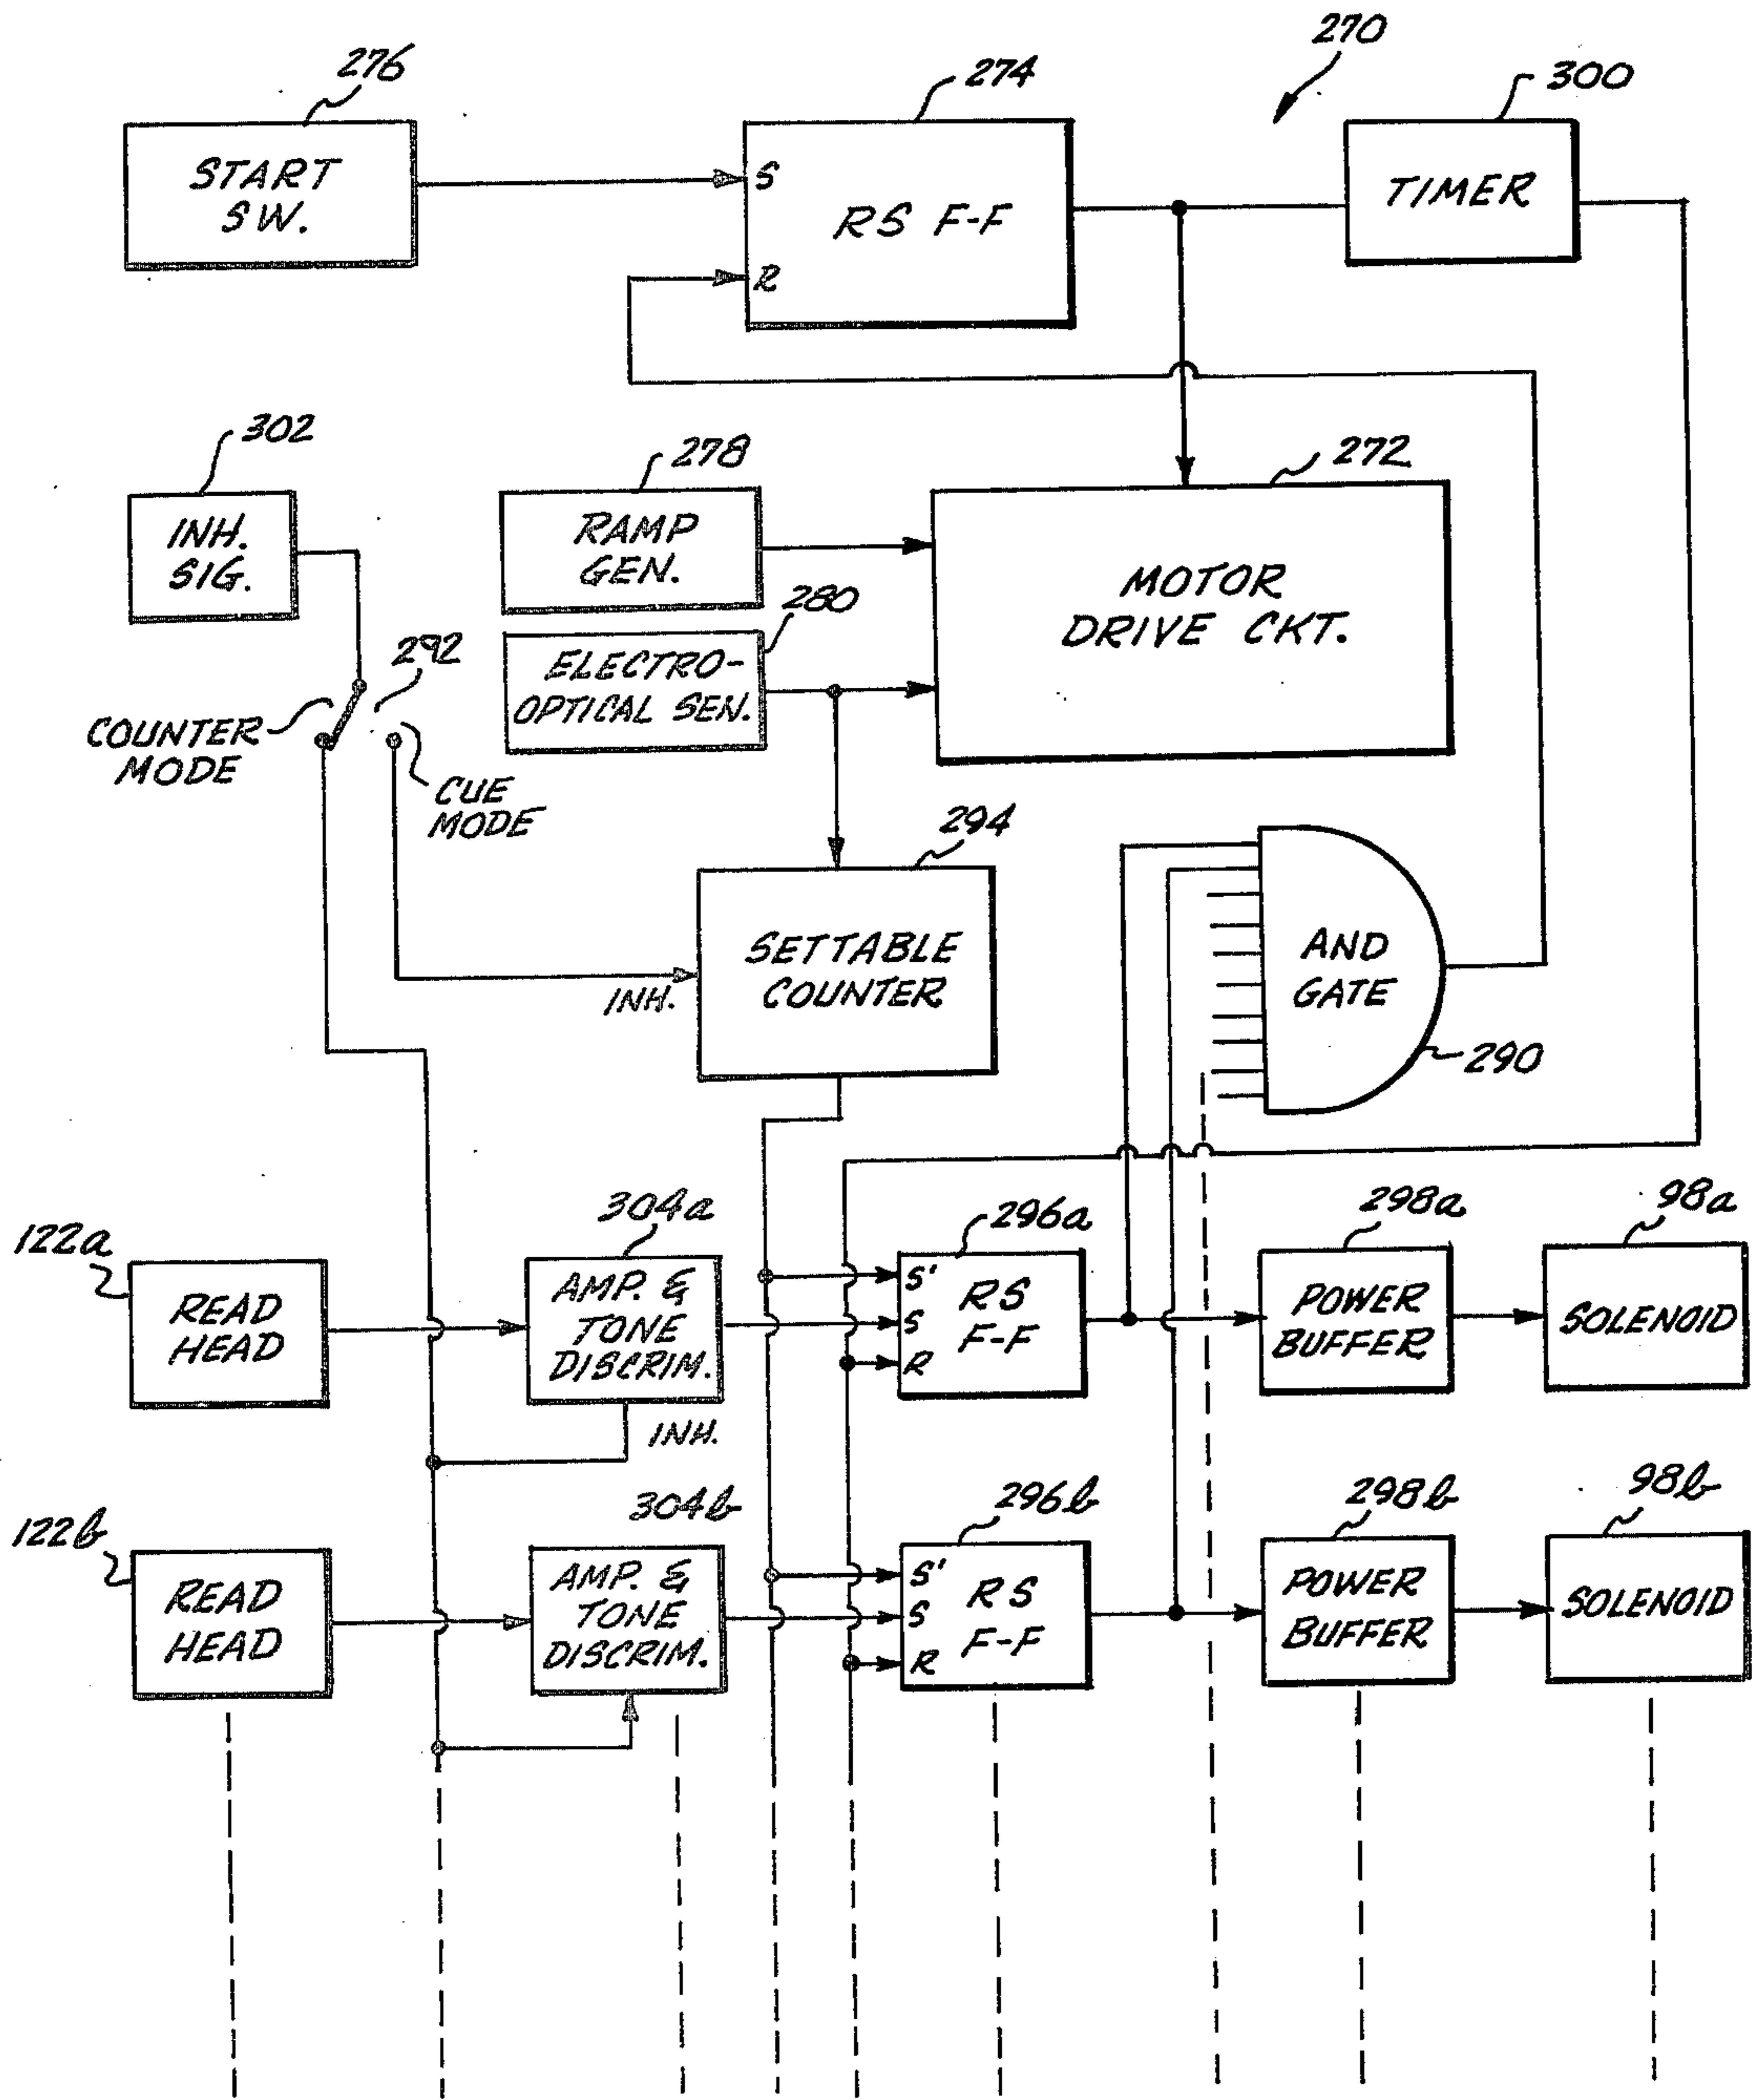 270
276
274
300
START
SW.
S
RS F-F
R
TIMER
302
278
272
INH.
SIG.
RAMP
GEN.
280
MOTOR
DRIVE CKT.
292
ELECTRO-
OPTICAL SEN.
COUNTER
MODE
CUE
MODE
294
SETTABLE
COUNTER
INH.
AND
GATE
290
122a
304a
296a
298a
98a
READ
HEAD
AMP. &
TONE
DISCRIM.
INH.
S'
S
R
RS
F-F
POWER
BUFFER
SOLENOID
122b
304b
296b
298b
98b
READ
HEAD
AMP. &
TONE
DISCRIM.
S'
S
R
RS
F-F
POWER
BUFFER
SOLENOID